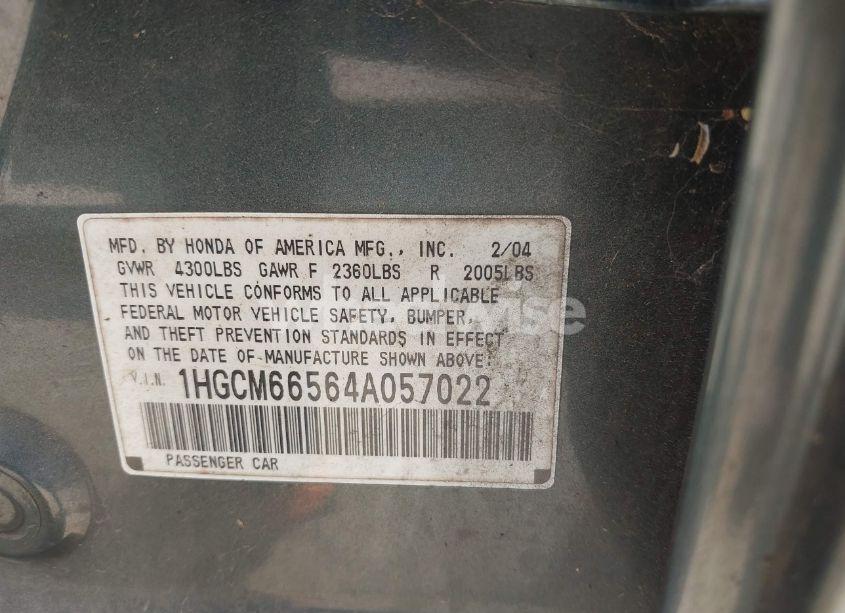 MFD. BY HONDA OF AMERICA MFG., INC. 2/04
GVWR 4300LBS GAWR F 2360LBS R 2005LBS
THIS VEHICLE CONFORMS TO ALL APPLICABLE
FEDERAL MOTOR VEHICLE SAFETY, BUMPER,
AND THEFT PREVENTION STANDARDS IN EFFECT
ON THE DATE OF MANUFACTURE SHOWN ABOVE.
V.I.N. 1HGCM66564A057022
PASSENGER CAR